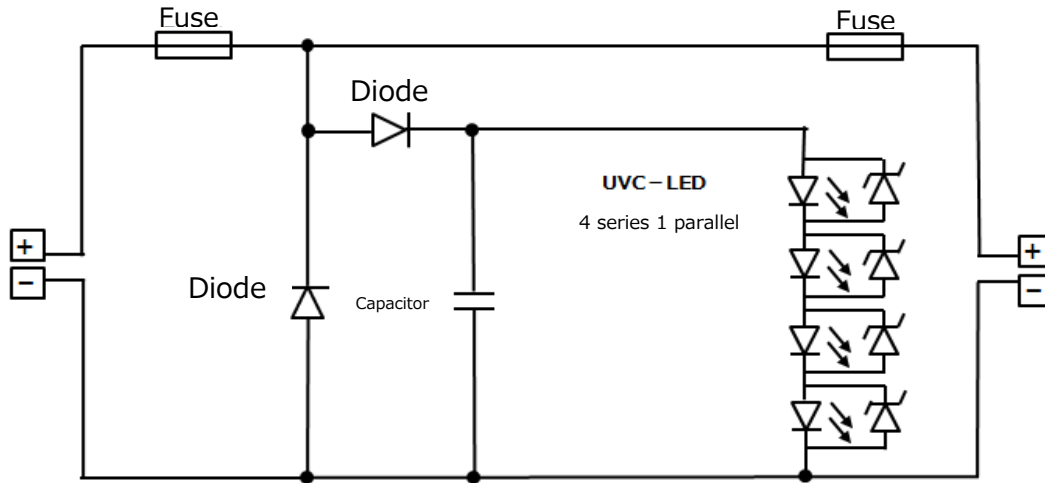 Fuse
Fuse
Diode
UVC－LED
4 series 1 parallel
+
−
Diode
Capacitor
+
−